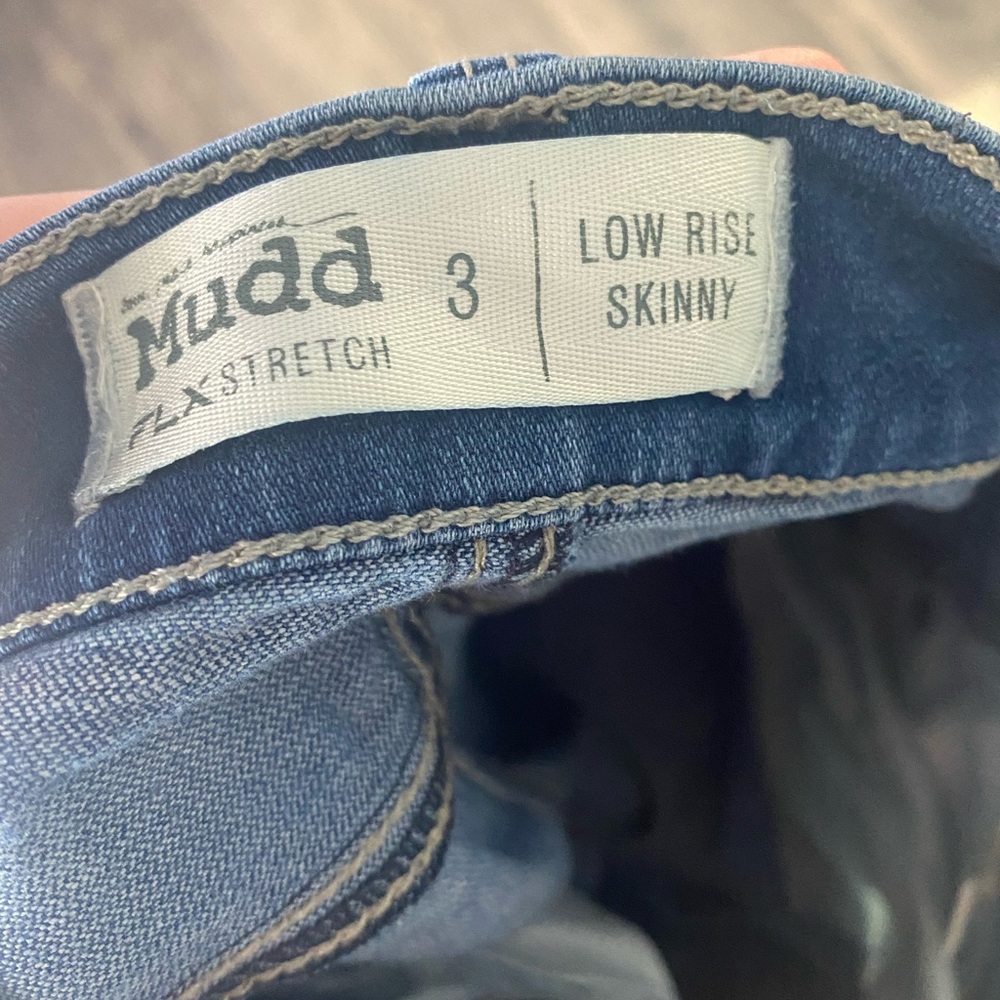 Mudd
FLX STRETCH
3
LOW RISE
SKINNY